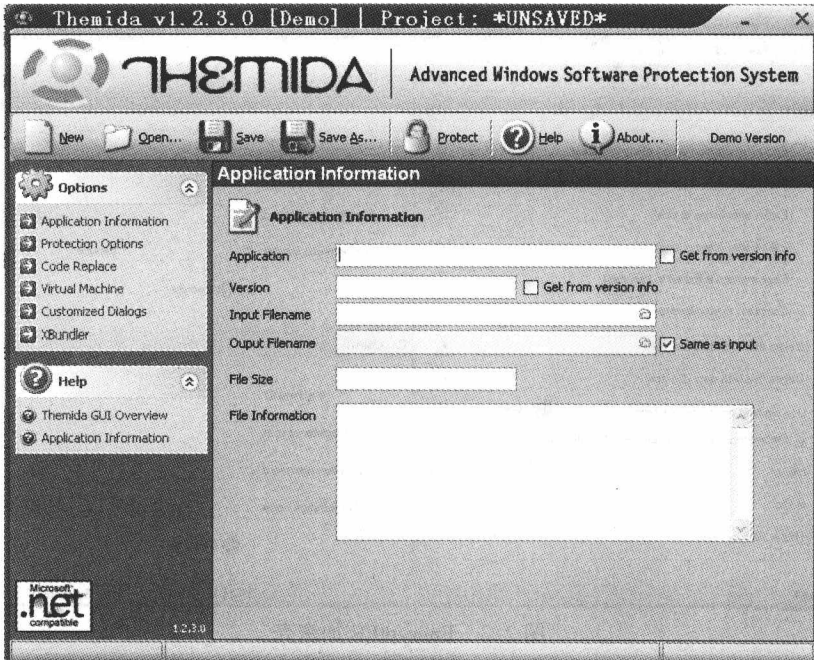 Themida v1.2.3.0 [Demo] | Project: *UNSAVED*
THEMIDA
Advanced Windows Software Protection System
New
Open...
Save
Save As...
Protect
Help
About...
Demo Version
Options
Application Information
Protection Options
Code Replace
Virtual Machine
Customized Dialogs
XBundler
Help
Themida GUI Overview
Application Information
Microsoft
.net
compatible
1.2.3.0
Application Information
Application Information
Application
Get from version info
Version
Get from version info
Input Filename
Ouput Filename
Same as input
File Size
File Information